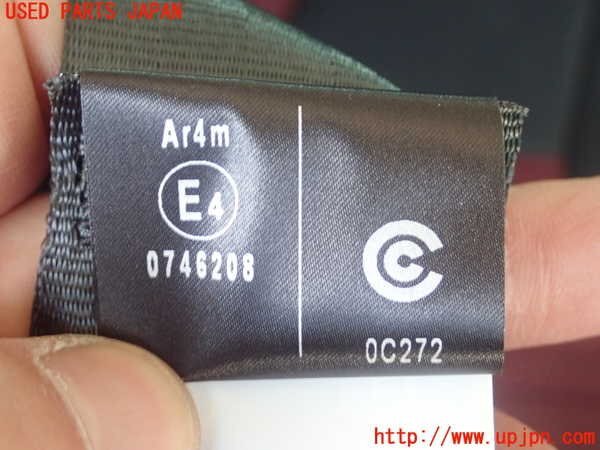 USED PARTS JAPAN
Ar4m
E4
0746208
0C272
http://www.upjpn.com